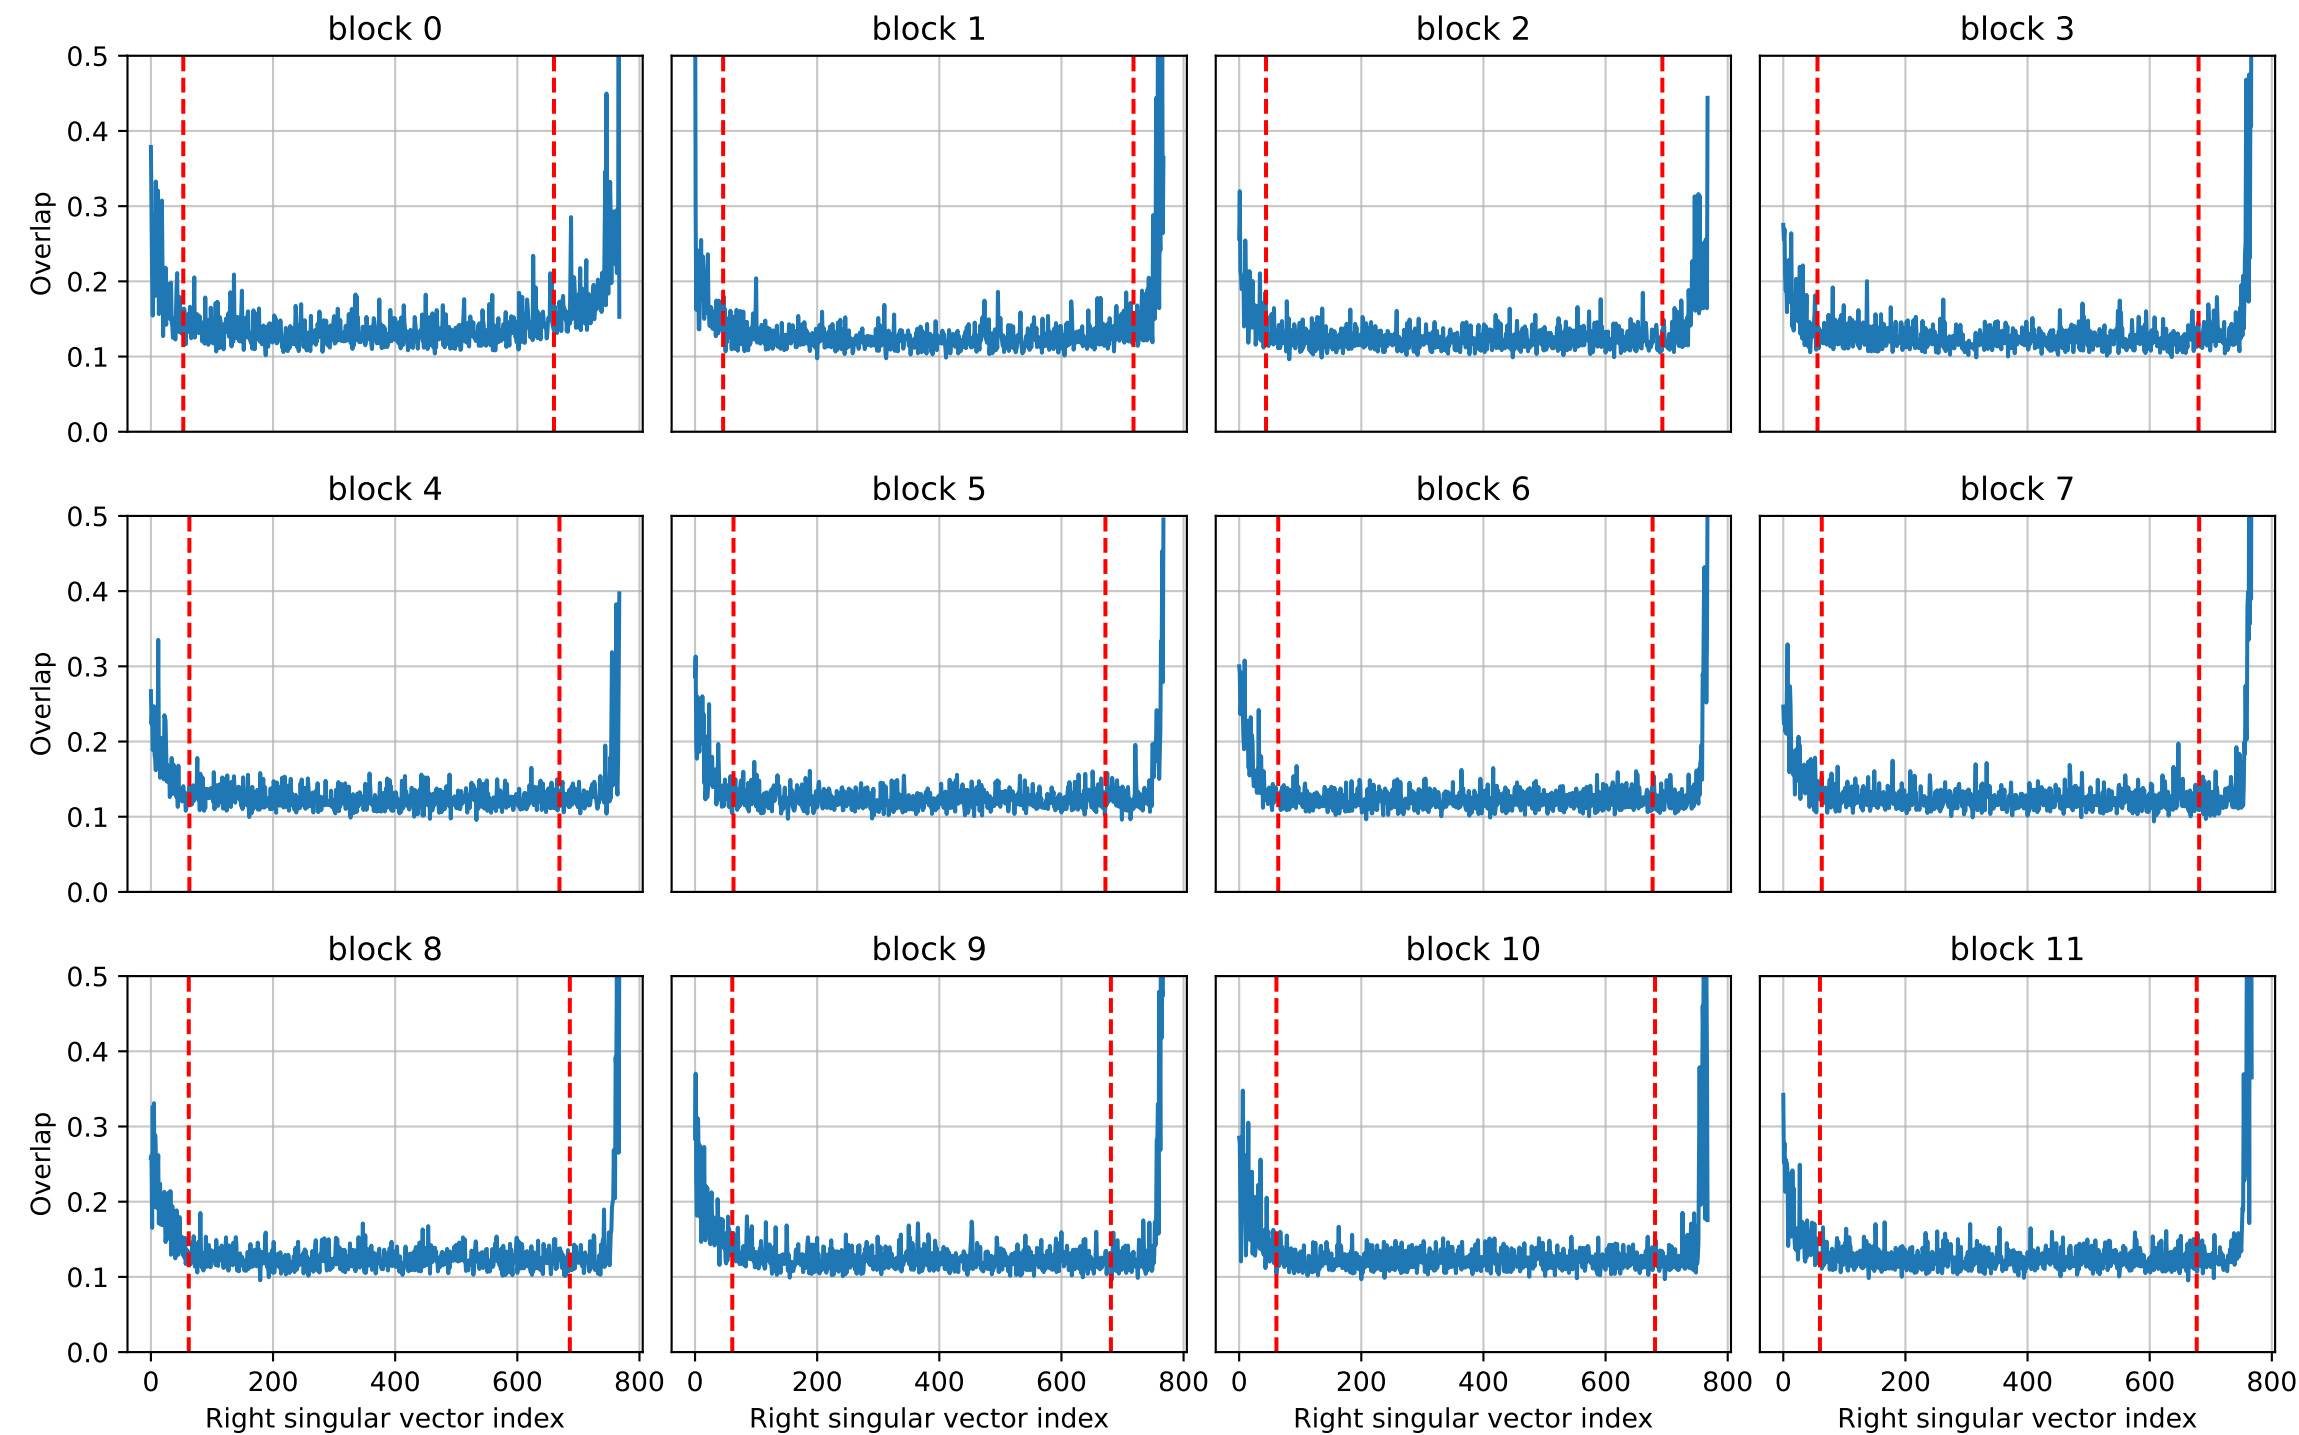 block 0
block 1
block 2
block 3
0.5
0.4
0.3
0.2
0.1
0.0
Overlap
block 4
block 5
block 6
block 7
0.5
0.4
0.3
0.2
0.1
0.0
Overlap
block 8
block 9
block 10
block 11
0.5
0.4
0.3
0.2
0.1
0.0
Overlap
0 200 400 600 800
0 200 400 600 800
0 200 400 600 800
0 200 400 600 800
Right singular vector index
Right singular vector index
Right singular vector index
Right singular vector index